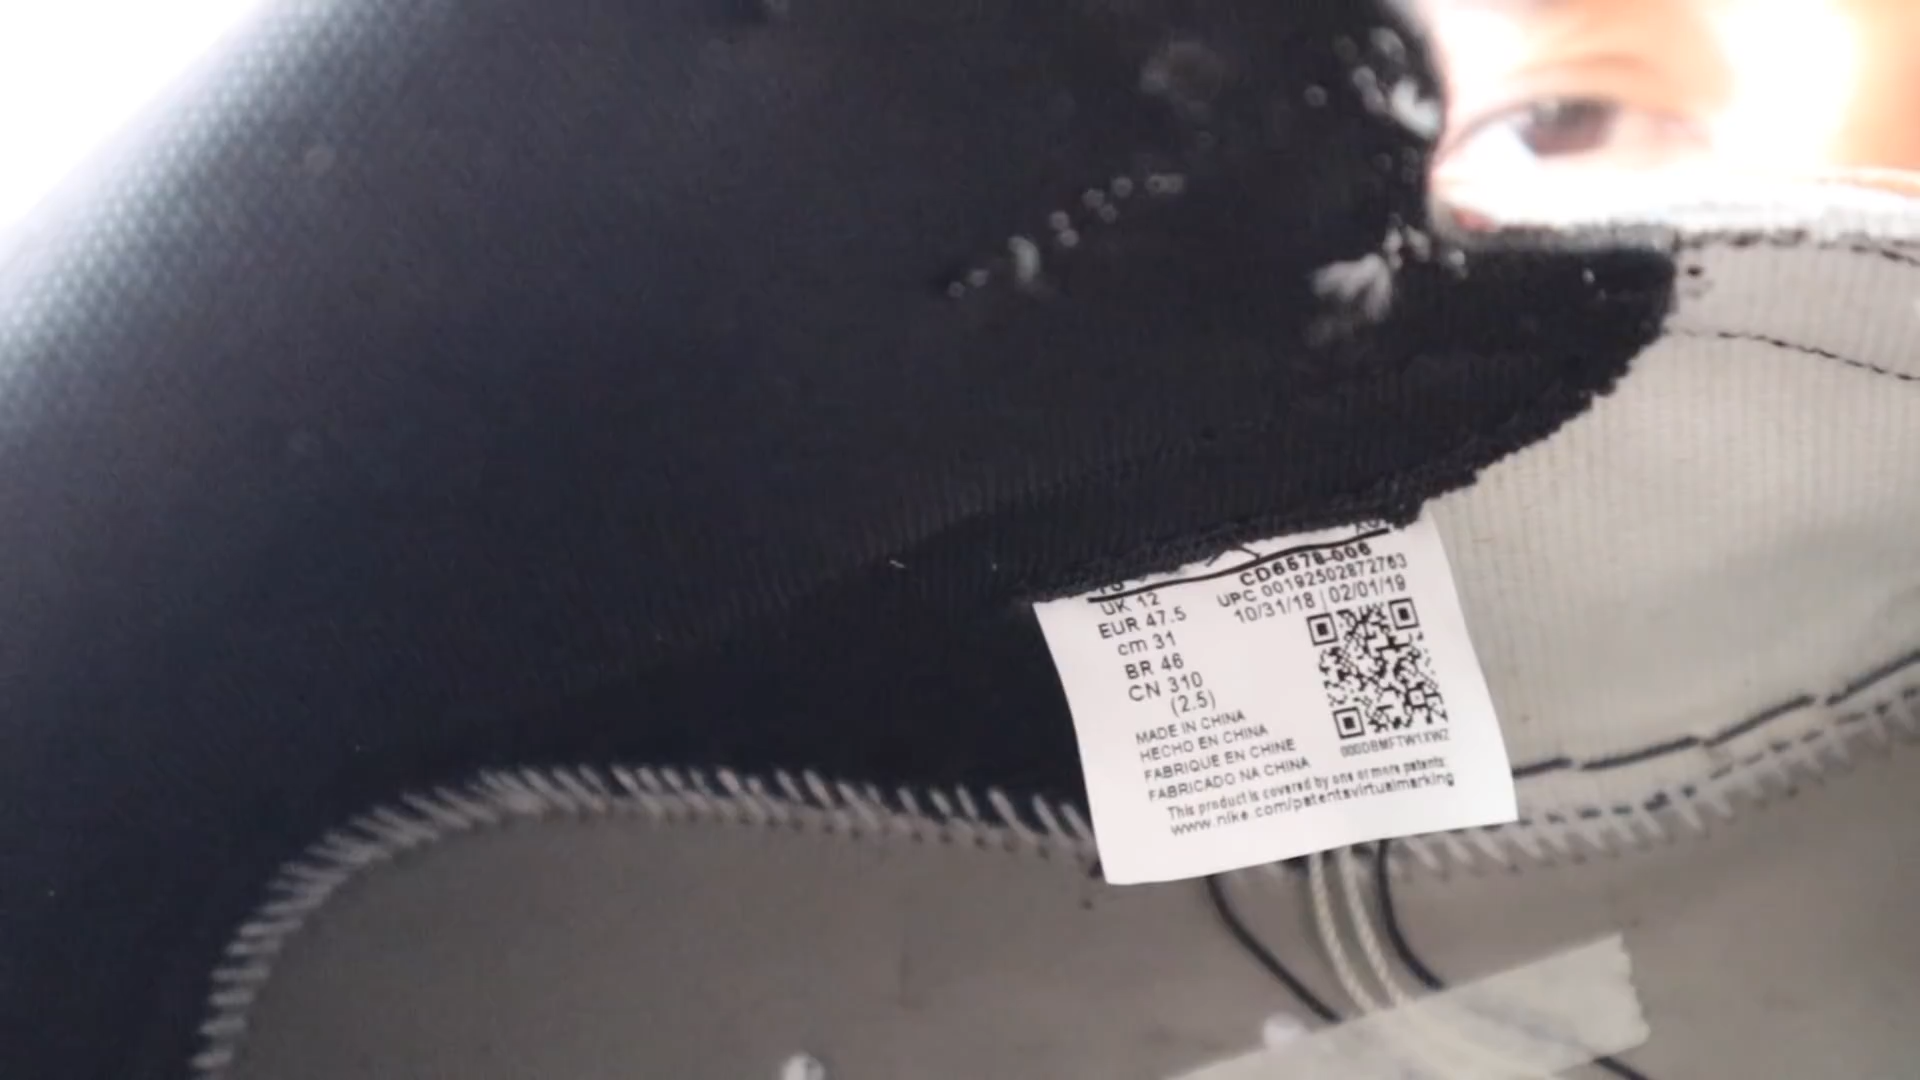 UK 12
EUR 47.5
cm 31
BR 46
CN 310
(2.5)
CD6578-006
UPC 00192502872763
10/31/18 | 02/01/19
MADE IN CHINA
HECHO EN CHINA
FABRIQUE EN CHINE
FABRICADO NA CHINA
This product is covered by one or more patents:
www.nike.com/patentsvirtualmarking